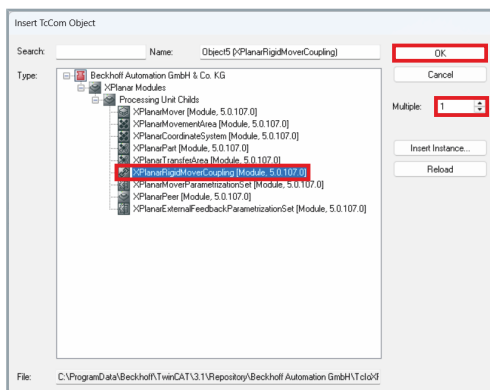 Insert TcCom Object
Search:
Name:
Object5 (XPlanarRigidMoverCoupling)
OK
Type:
Beckhoff Automation GmbH & Co. KG
Cancel
XPlanar Modules
Processing Unit Childs
XPlanarMover [Module, 5.0.107.0]
Multiple:
1
XPlanarMovementArea [Module, 5.0.107.0]
XPlanarCoordinateSystem [Module, 5.0.107.0]
XPlanarPart [Module, 5.0.107.0]
Insert Instance...
XPlanarTransferArea [Module, 5.0.107.0]
XPlanarRigidMoverCoupling [Module, 5.0.107.0]
Reload
XPlanarMoverParametrizationSet [Module, 5.0.107.0]
XPlanarPeer [Module, 5.0.107.0]
XPlanarExternalFeedbackParametrizationSet [Module, 5.0.107.0]
File:
C:\ProgramData\Beckhoff\TwinCAT\3.1\Repository\Beckhoff Automation GmbH\TcIoXF